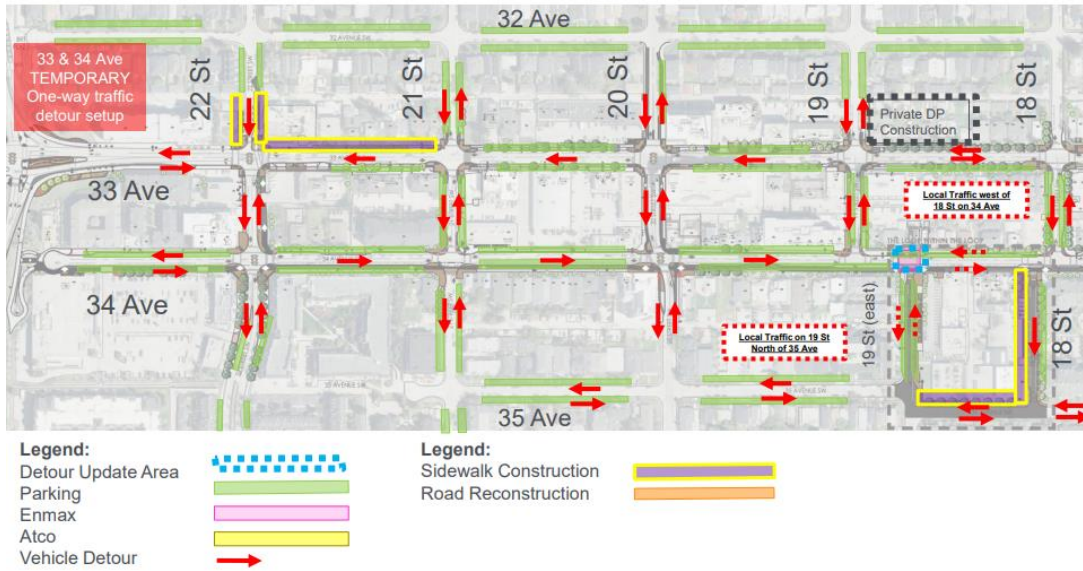 32 Ave
33 & 34 Ave
TEMPORARY
One-way traffic
detour setup
22 St
21 St
20 St
19 St
18 St
Private DP
Construction
33 Ave
Local Traffic west of
18 St on 34 Ave
34 Ave
19 St (east)
18 St
Local Traffic on 19 St
North of 35 Ave
35 Ave
Legend:
Detour Update Area
Parking
Enmax
Atco
Vehicle Detour
Legend:
Sidewalk Construction
Road Reconstruction